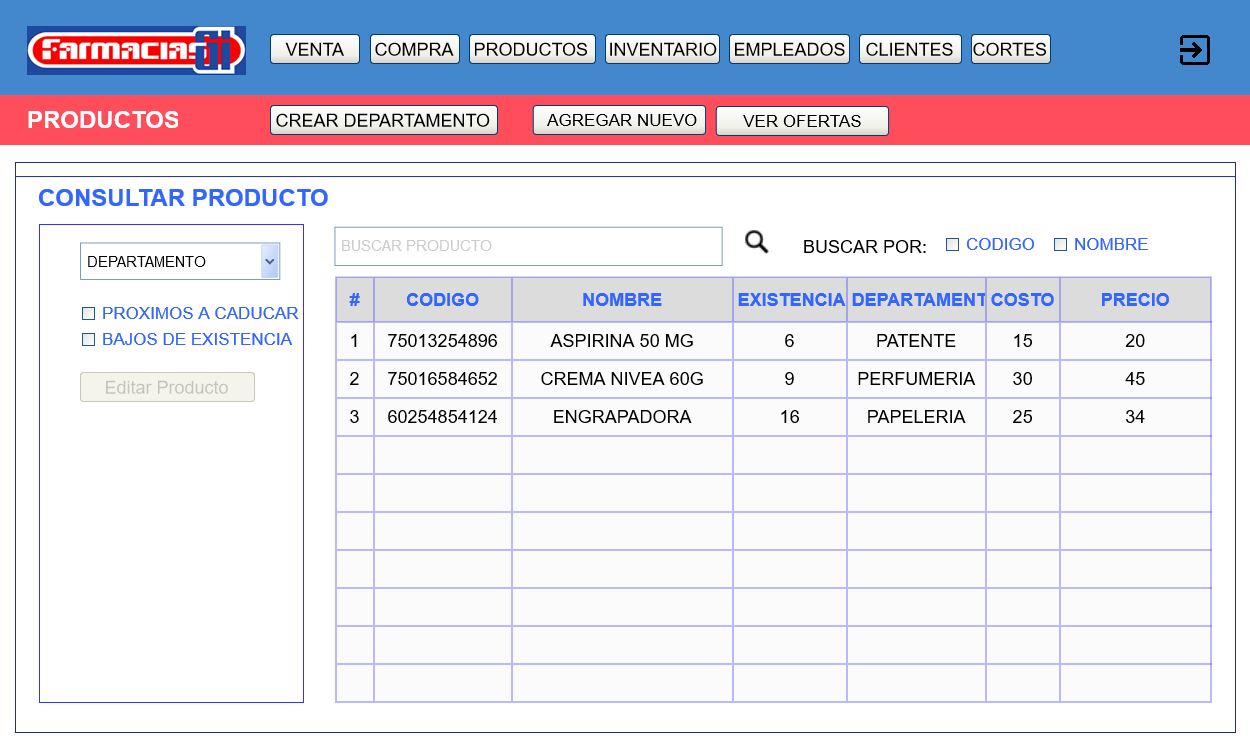 FarmaciasGI
VENTA COMPRA PRODUCTOS INVENTARIO EMPLEADOS CLIENTES CORTES
PRODUCTOS CREAR DEPARTAMENTO AGREGAR NUEVO VER OFERTAS
CONSULTAR PRODUCTO
DEPARTAMENTO
PROXIMOS A CADUCAR
BAJOS DE EXISTENCIA
Editar Producto
BUSCAR PRODUCTO BUSCAR POR: CODIGO NOMBRE
# CODIGO NOMBRE EXISTENCIA DEPARTAMENT COSTO PRECIO
1 75013254896 ASPIRINA 50 MG 6 PATENTE 15 20
2 75016584652 CREMA NIVEA 60G 9 PERFUMERIA 30 45
3 60254854124 ENGRAPADORA 16 PAPELERIA 25 34